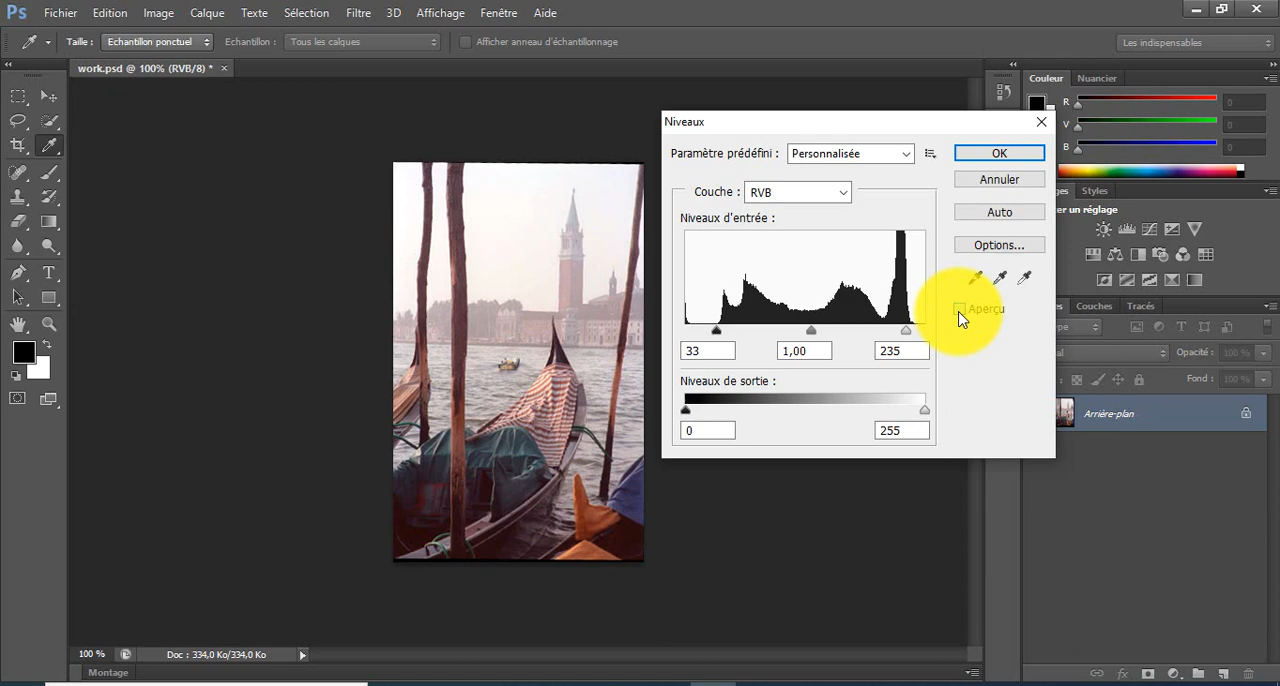 Ps Fichier Edition Image Calque Texte Sélection Filtre 3D Affichage Fenêtre Aide
Taille : Echantillon ponctuel Echantillon : Tous les calques Afficher anneau d'échantillonnage Les indispensables
work.psd @ 100% (RVB/8) * ×
Couleur Nuancier
R 0
V 0
B 0
Styles
er un réglage
Couches Tracés
Opacité : 100 %
Fond : 100 %
Arrière-plan
Niveaux
Paramètre prédéfini : Personnalisée OK
Annuler
Couche : RVB
Auto
Niveaux d'entrée :
Options...
Aperçu
33 1,00 235
Niveaux de sortie :
0 255
100 % Doc : 334,0 Ko/334,0 Ko
Montage